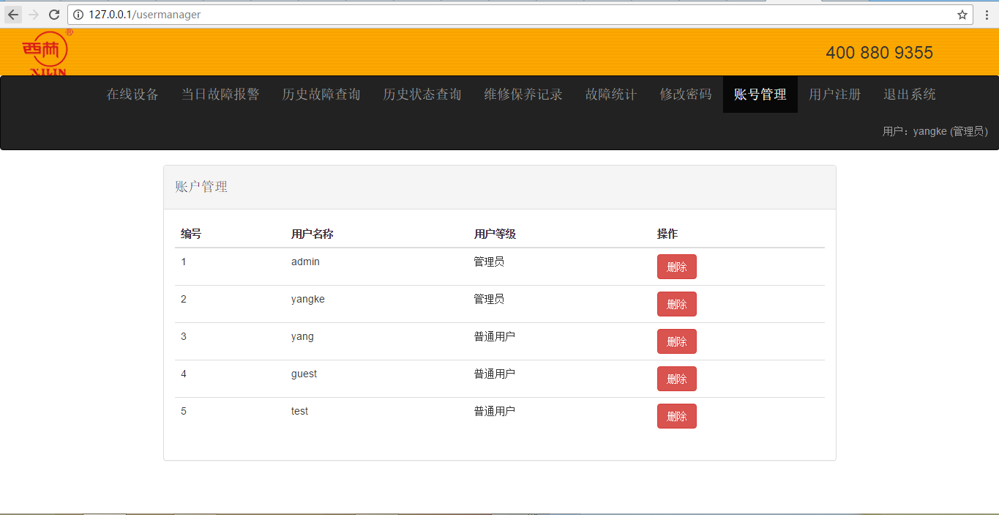 127.0.0.1/usermanager
西林®
XILIN
400 880 9355
在线设备 当日故障报警 历史故障查询 历史状态查询 维修保养记录 故障统计 修改密码 账号管理 用户注册 退出系统
用户：yangke (管理员)
账户管理
编号 用户名称 用户等级 操作
1 admin 管理员 删除
2 yangke 管理员 删除
3 yang 普通用户 删除
4 guest 普通用户 删除
5 test 普通用户 删除